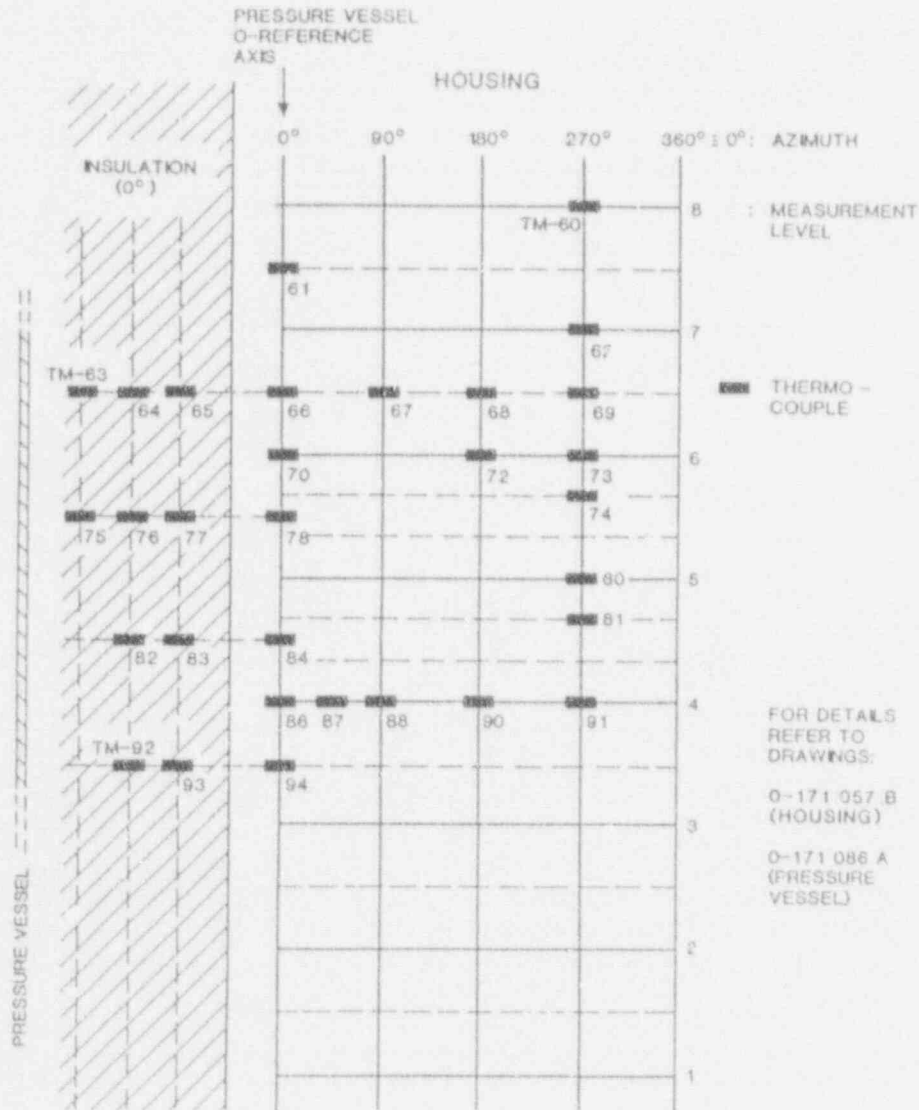 PRESSURE VESSEL
O-REFERENCE
AXIS
HOUSING
0° 90° 180° 270° 360° : 0° : AZIMUTH
INSULATION
(0°)
TM-60 8 : MEASUREMENT
LEVEL
61
7
62
TM-63
64 65 66 67 68 69
THERMO-
COUPLE
70 72 73 6
74
75 76 77 78
80 5
81
82 83 84
4
86 87 88 90 91
TM-92
93 94
FOR DETAILS
REFER TO
DRAWINGS:
0-171 057 B
(HOUSING)
0-171 086 A
(PRESSURE
VESSEL)
3
2
1
PRESSURE VESSEL